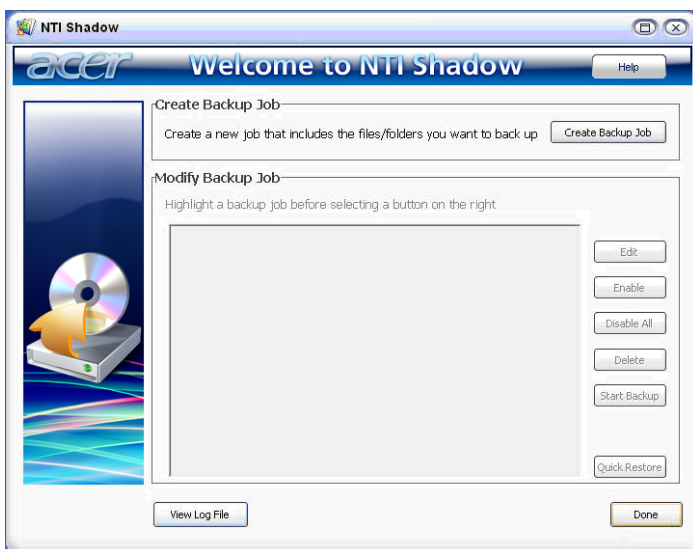 NTI Shadow
acer Welcome to NTI Shadow Help
Create Backup Job
Create a new job that includes the files/folders you want to back up Create Backup Job
Modify Backup Job
Highlight a backup job before selecting a button on the right
Edit
Enable
Disable All
Delete
Start Backup
Quick Restore
View Log File Done